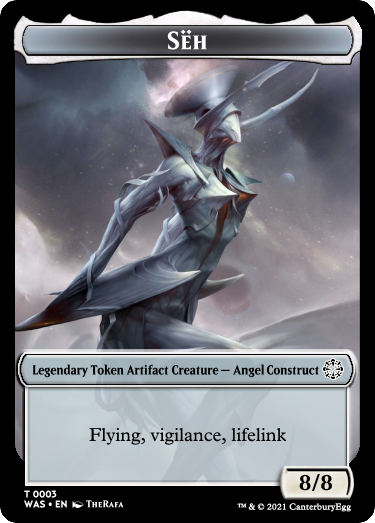 Sëh
Legendary Token Artifact Creature — Angel Construct
Flying, vigilance, lifelink
8/8
T 0003
WAS • EN TheRafa
™ & © 2021 CanterburyEgg